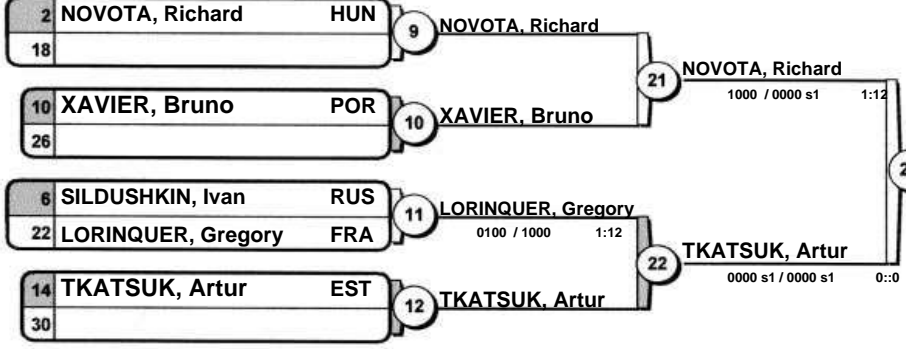 2 NOVOTA, Richard HUN
18
9
NOVOTA, Richard
10 XAVIER, Bruno POR
26
10
XAVIER, Bruno
21
NOVOTA, Richard
1000 / 0000 s1 1:12
6 SILDUSHKIN, Ivan RUS
22 LORINQUER, Gregory FRA
11
LORINQUER, Gregory
0100 / 1000 1:12
14 TKATSUK, Artur EST
30
12
TKATSUK, Artur
22
TKATSUK, Artur
0000 s1 / 0000 s1 0::0